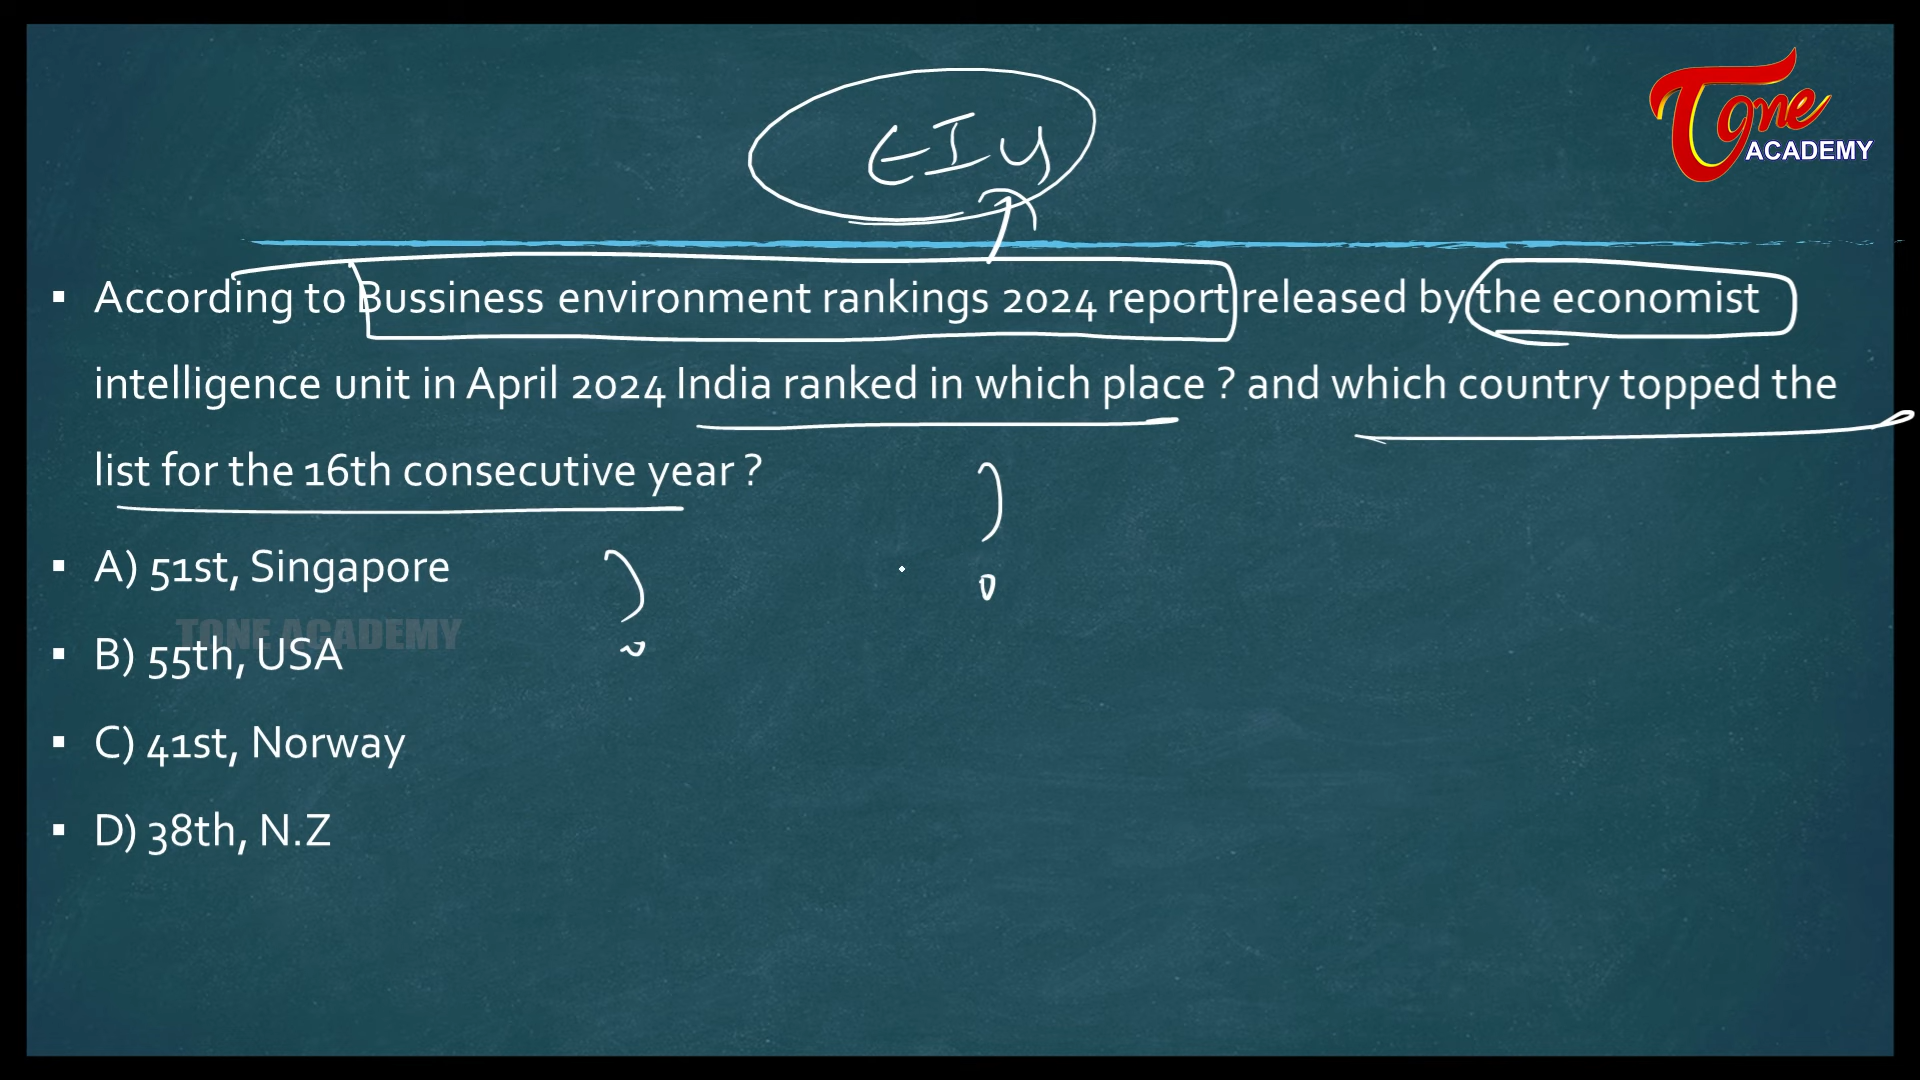 EIU
Tone
ACADEMY
▪ According to Bussiness environment rankings 2024 report released by the economist
intelligence unit in April 2024 India ranked in which place ? and which country topped the
list for the 16th consecutive year ?
▪ A) 51st, Singapore
TONE ACADEMY
▪ B) 55th, USA
▪ C) 41st, Norway
▪ D) 38th, N.Z